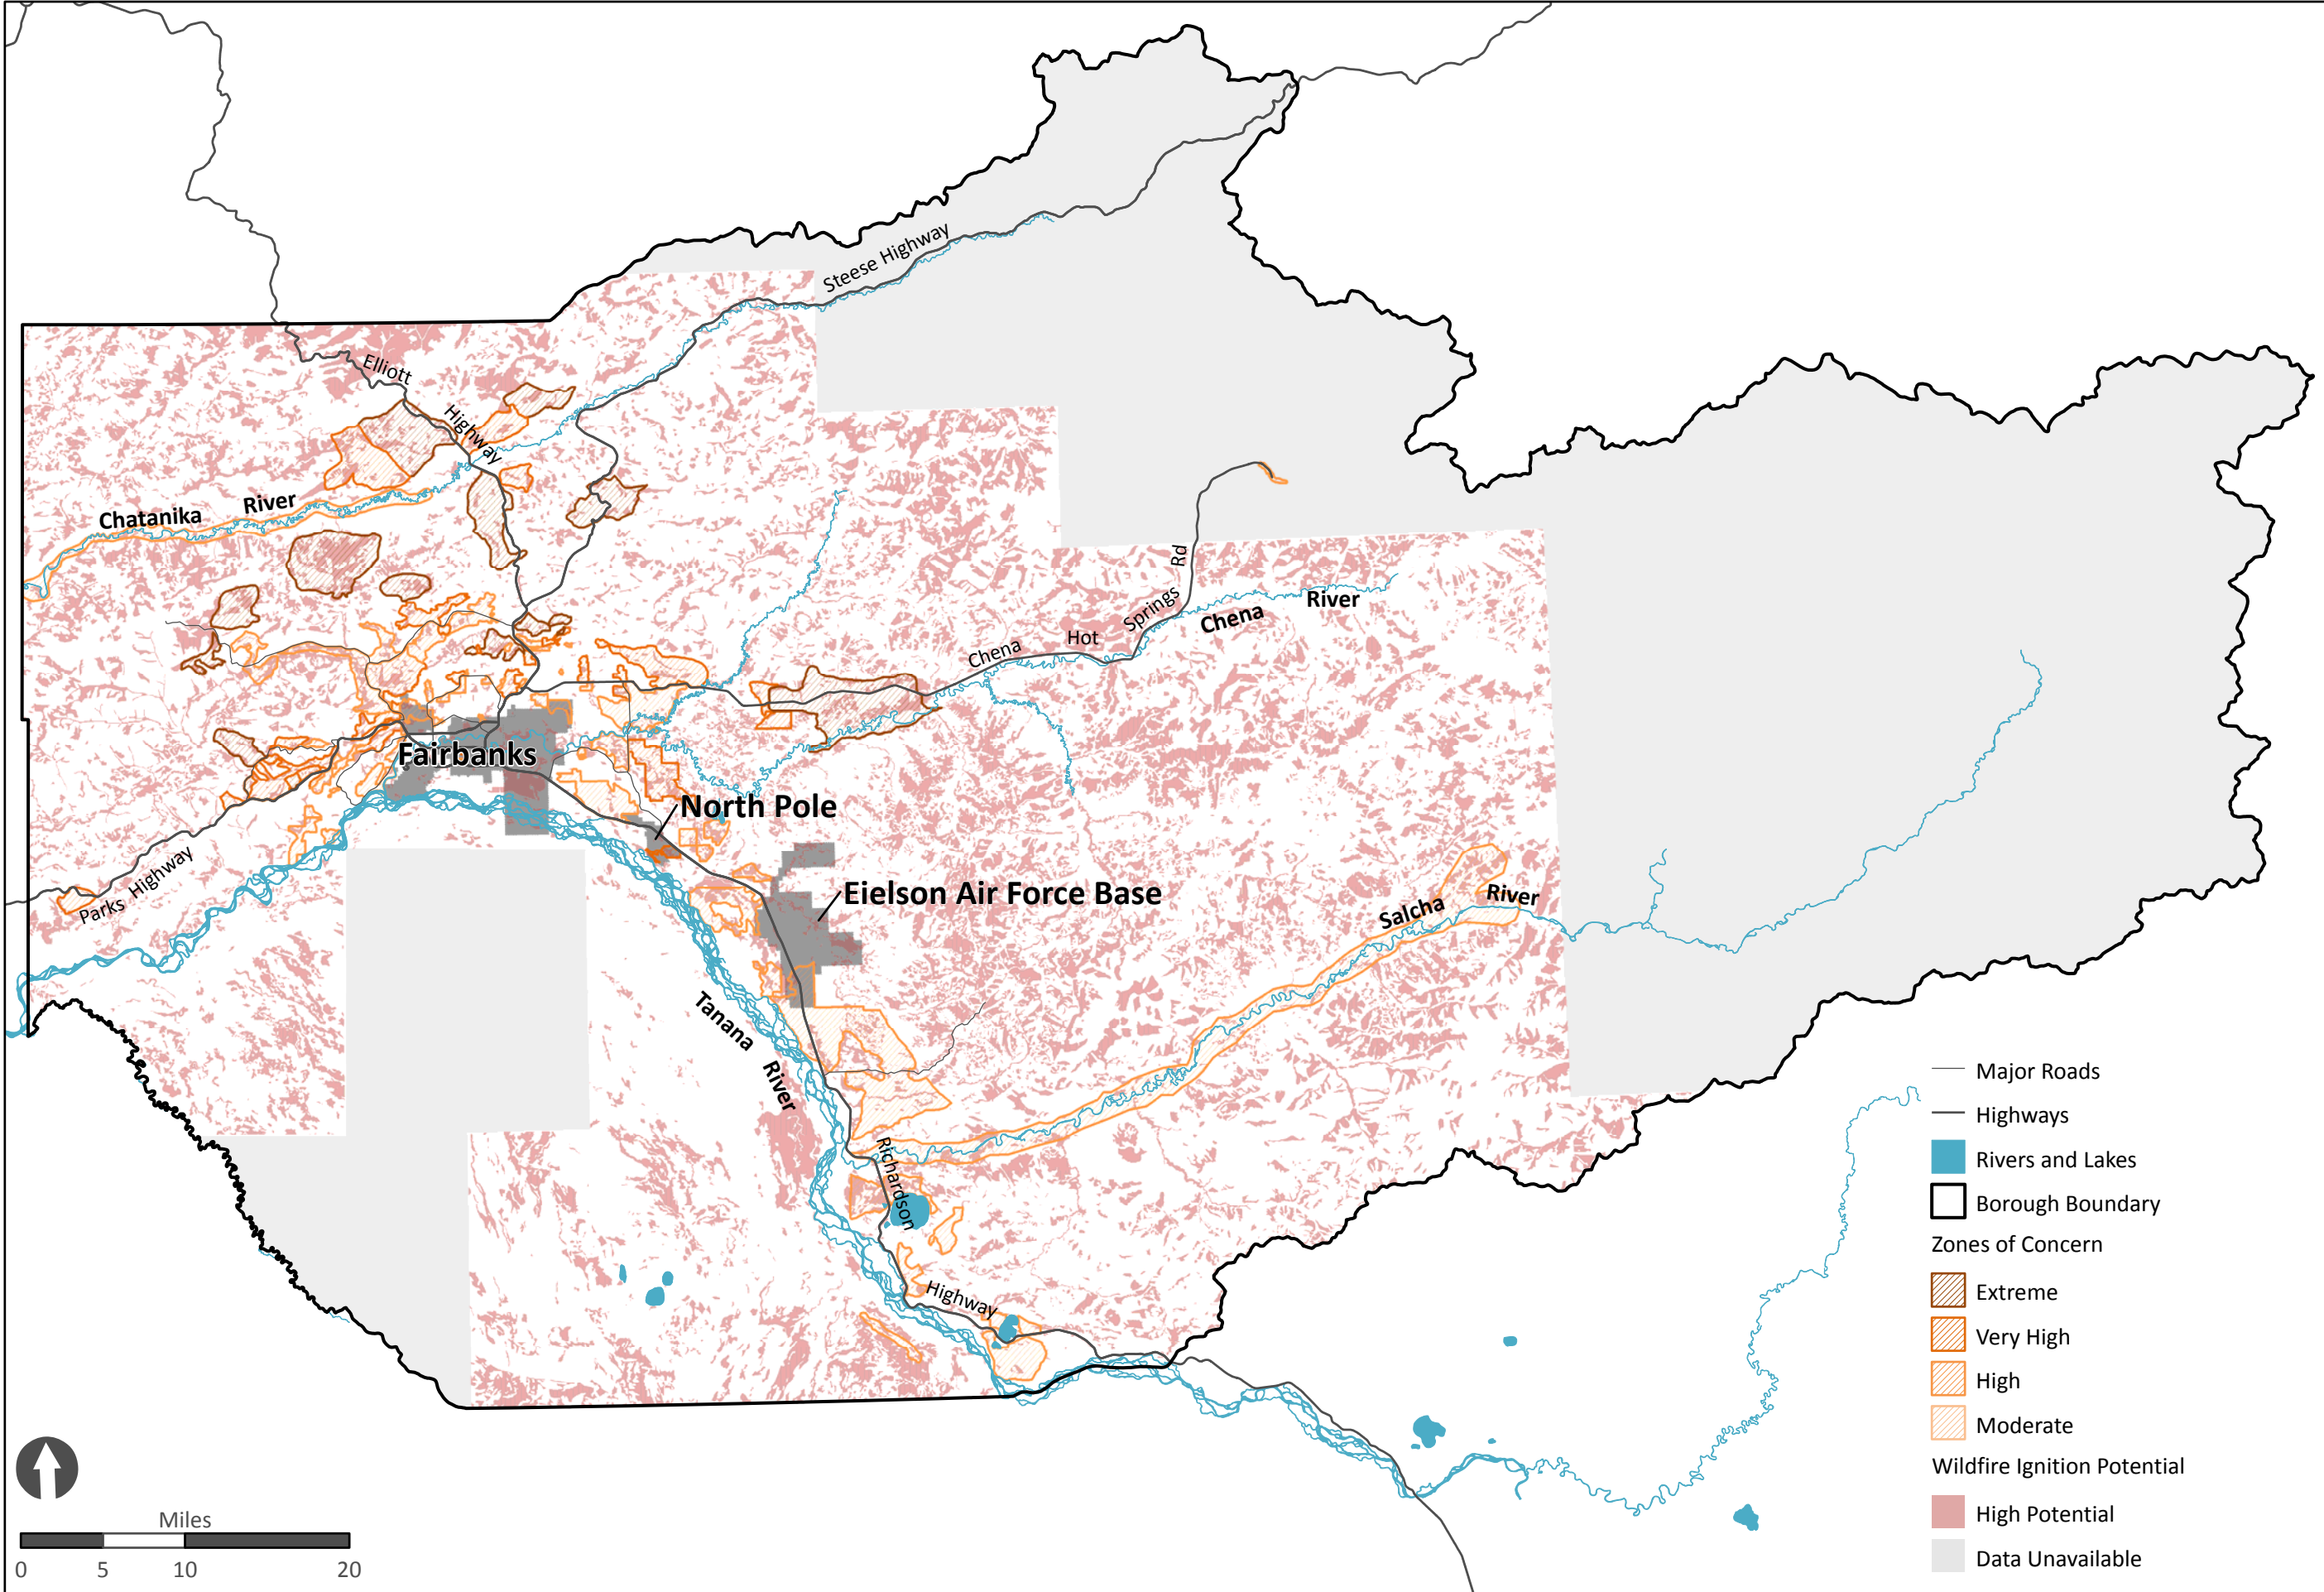 Steese Highway
Elliott
Highway
Chatanika River
Rd
Springs
Hot
Chena
Chena River
Fairbanks
North Pole
Eielson Air Force Base
Parks Highway
Salcha River
Tanana River
Richardson
Highway
Major Roads
Highways
Rivers and Lakes
Borough Boundary
Zones of Concern
Extreme
Very High
High
Moderate
Wildfire Ignition Potential
High Potential
Data Unavailable
Miles
0 5 10 20